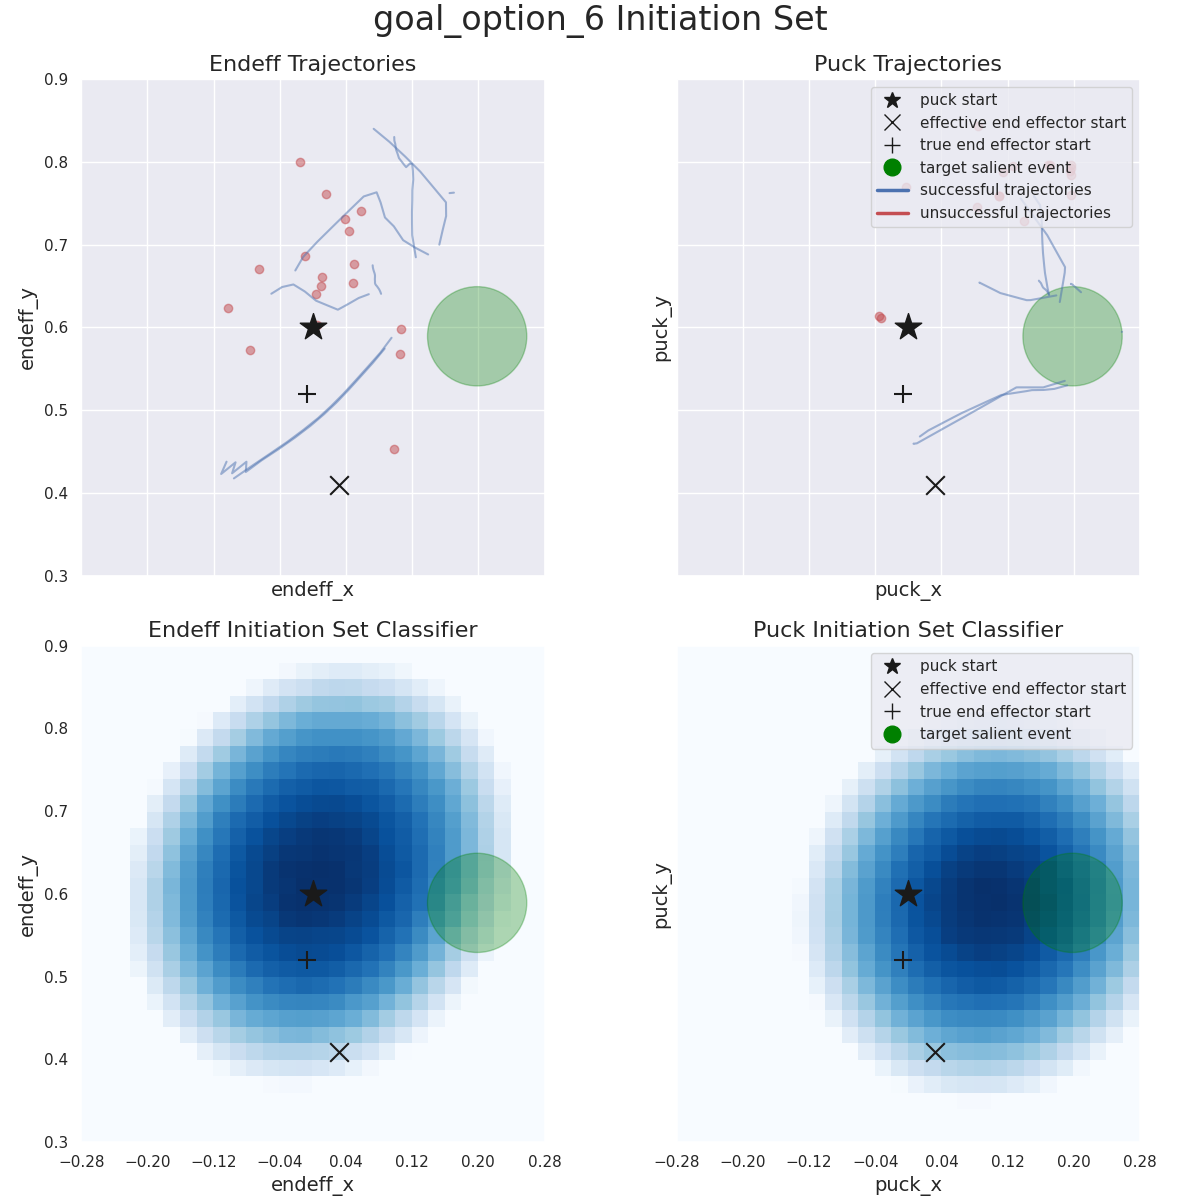 goal_option_6 Initiation Set
Endeff Trajectories
endeff_y
0.9
0.8
0.7
0.6
0.5
0.4
0.3
endeff_x
Puck Trajectories
puck start
effective end effector start
true end effector start
target salient event
successful trajectories
unsuccessful trajectories
puck_y
puck_x
Endeff Initiation Set Classifier
endeff_y
0.9
0.8
0.7
0.6
0.5
0.4
0.3
−0.28 −0.20 −0.12 −0.04 0.04 0.12 0.20 0.28
endeff_x
Puck Initiation Set Classifier
puck start
effective end effector start
true end effector start
target salient event
puck_y
−0.28 −0.20 −0.12 −0.04 0.04 0.12 0.20 0.28
puck_x